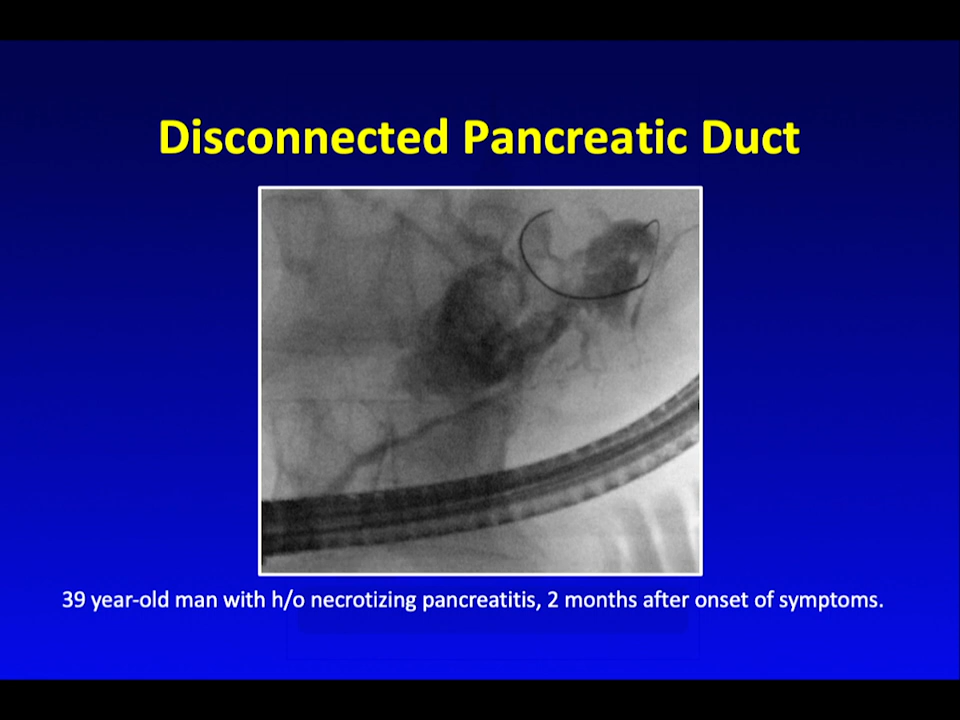 Disconnected Pancreatic Duct
39 year-old man with h/o necrotizing pancreatitis, 2 months after onset of symptoms.